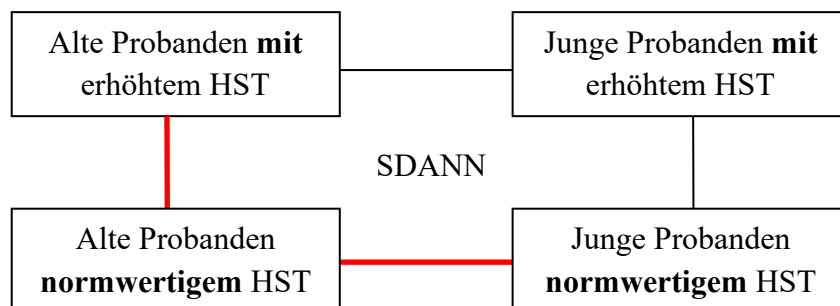 Alte Probanden mit
erhöhtem HST
Junge Probanden mit
erhöhtem HST
SDANN
Alte Probanden
normwertigem HST
Junge Probanden
normwertigem HST